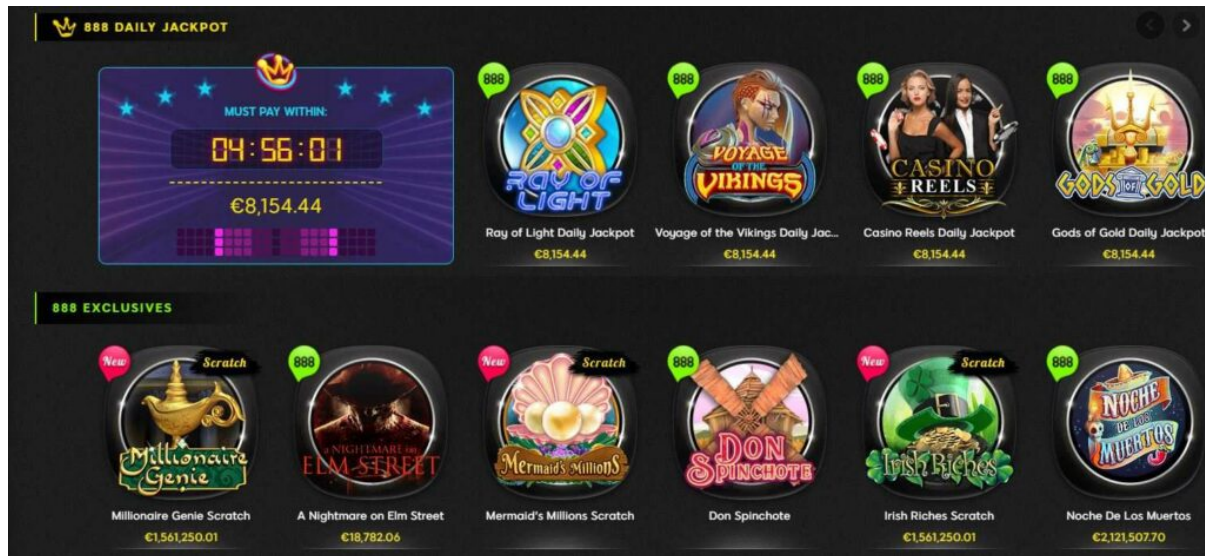 888 DAILY JACKPOT
MUST PAY WITHIN:
04:56:01
€8,154.44
888
RAY OF
LIGHT
Ray of Light Daily Jackpot
€8,154.44
888
VOYAGE
OF THE
VIKINGS
Voyage of the Vikings Daily Jac...
€8,154.44
888
CASINO
REELS
Casino Reels Daily Jackpot
€8,154.44
888
GODS OF GOLD
Gods of Gold Daily Jackpot
€8,154.44
888 EXCLUSIVES
New
Scratch
Millionaire
Genie
Millionaire Genie Scratch
€1,561,250.01
888
A NIGHTMARE ON
ELM STREET
A Nightmare on Elm Street
€18,782.06
New
Scratch
Mermaid's Millions
Mermaid's Millions Scratch
888
DON
SPINCHOTE
Don Spinchote
New
Scratch
Irish Riches
Irish Riches Scratch
€1,561,250.01
888
NOCHE
DE LOS
MUERTOS
Noche De Los Muertos
€2,121,507.70